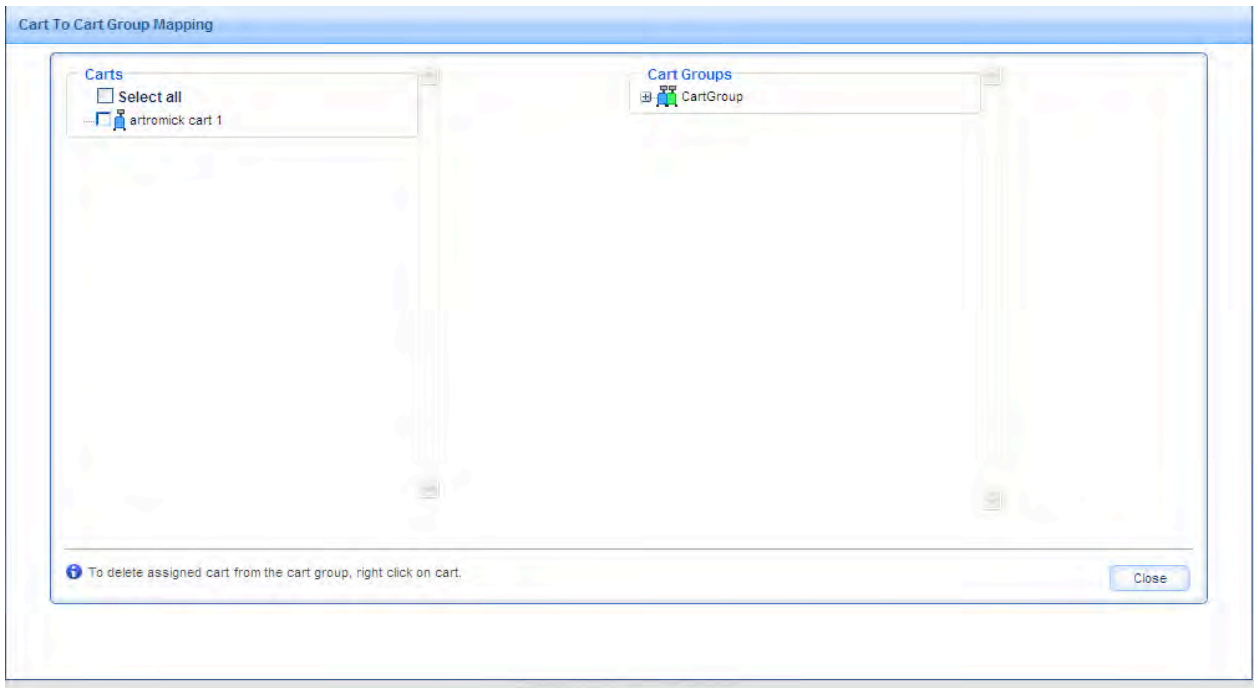 Cart To Cart Group Mapping
Carts
Select all
artromick cart 1
Cart Groups
CartGroup
To delete assigned cart from the cart group, right click on cart.
Close